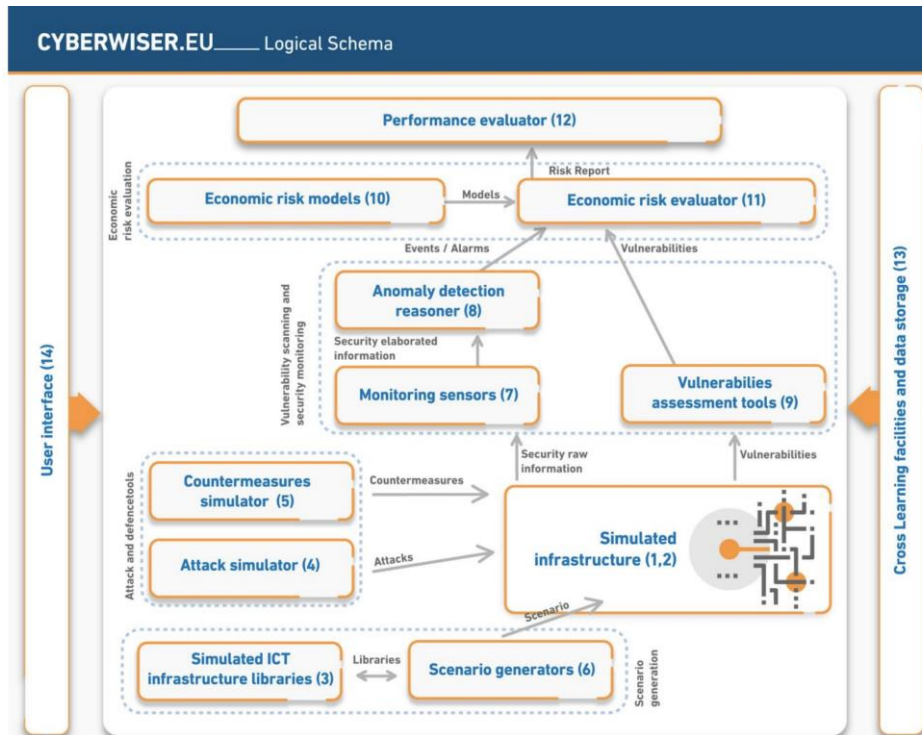 CYBERWISER.EU____ Logical Schema
Performance evaluator (12)
Risk Report
Economic
risk evaluation
Economic risk models (10)
Models
Economic risk evaluator (11)
Events / Alarms
Vulnerabilities
Vulnerability scanning and
security monitoring
Anomaly detection
reasoner (8)
Security elaborated
information
Monitoring sensors (7)
Vulnerabilies
assessment tools (9)
Security raw
information
Vulnerabilities
User interface (14)
Cross Learning facilities and data storage (13)
Attack and defencetools
Countermeasures
simulator (5)
Countermeasures
Attack simulator (4)
Attacks
Simulated
infrastructure (1,2)
Scenario
Simulated ICT
infrastructure libraries (3)
Libraries
Scenario generators (6)
Scenario
generation